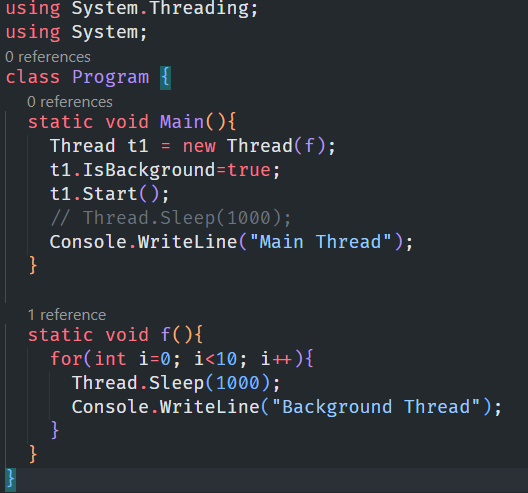 using System.Threading;
using System;
0 references
class Program {
0 references
static void Main(){
Thread t1 = new Thread(f);
t1.IsBackground=true;
t1.Start();
// Thread.Sleep(1000);
Console.WriteLine("Main Thread");
}
1 reference
static void f(){
for(int i=0; i<10; i++){
Thread.Sleep(1000);
Console.WriteLine("Background Thread");
}
}
}